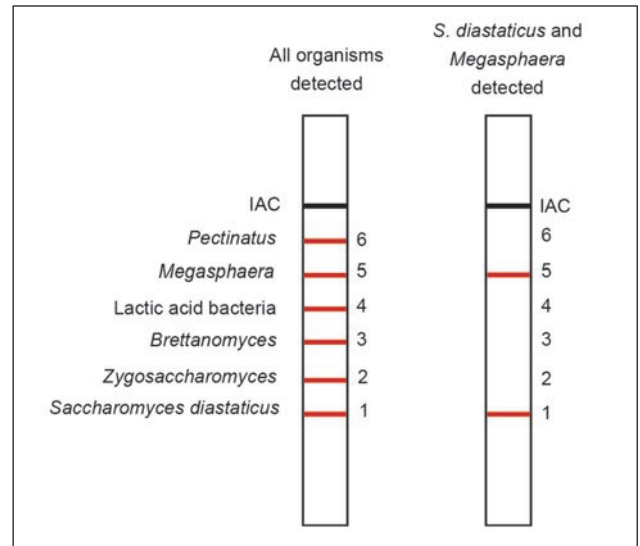 All organisms
detected
IAC
Pectinatus 6
Megasphaera 5
Lactic acid bacteria 4
Brettanomyces 3
Zygosaccharomyces 2
Saccharomyces diastaticus 1
S. diastaticus and
Megasphaera
detected
IAC
6
5
4
3
2
1